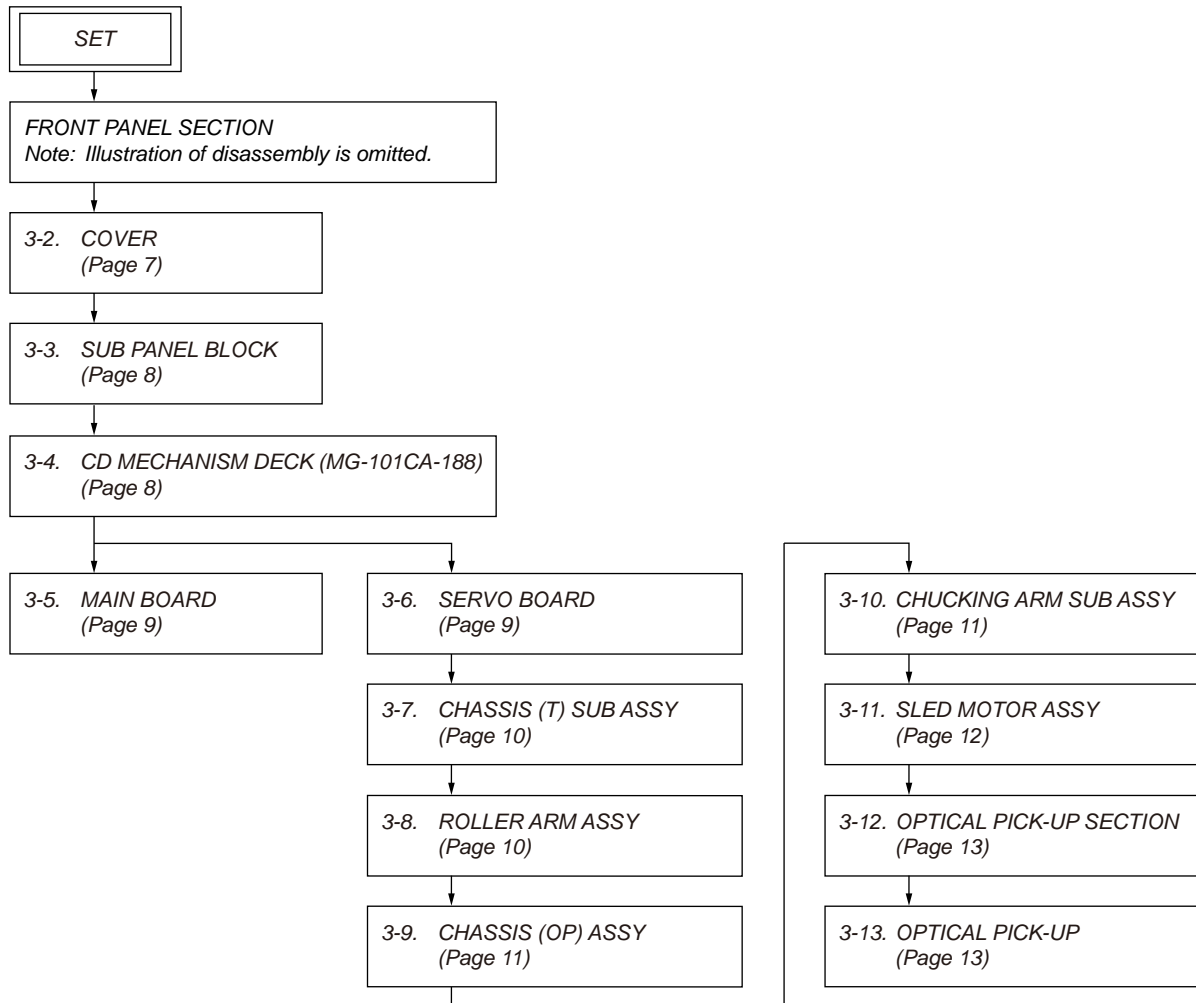 SET
FRONT PANEL SECTION
Note: Illustration of disassembly is omitted.
3-2. COVER
(Page 7)
3-3. SUB PANEL BLOCK
(Page 8)
3-4. CD MECHANISM DECK (MG-101CA-188)
(Page 8)
3-5. MAIN BOARD
(Page 9)
3-6. SERVO BOARD
(Page 9)
3-7. CHASSIS (T) SUB ASSY
(Page 10)
3-8. ROLLER ARM ASSY
(Page 10)
3-9. CHASSIS (OP) ASSY
(Page 11)
3-10. CHUCKING ARM SUB ASSY
(Page 11)
3-11. SLED MOTOR ASSY
(Page 12)
3-12. OPTICAL PICK-UP SECTION
(Page 13)
3-13. OPTICAL PICK-UP
(Page 13)